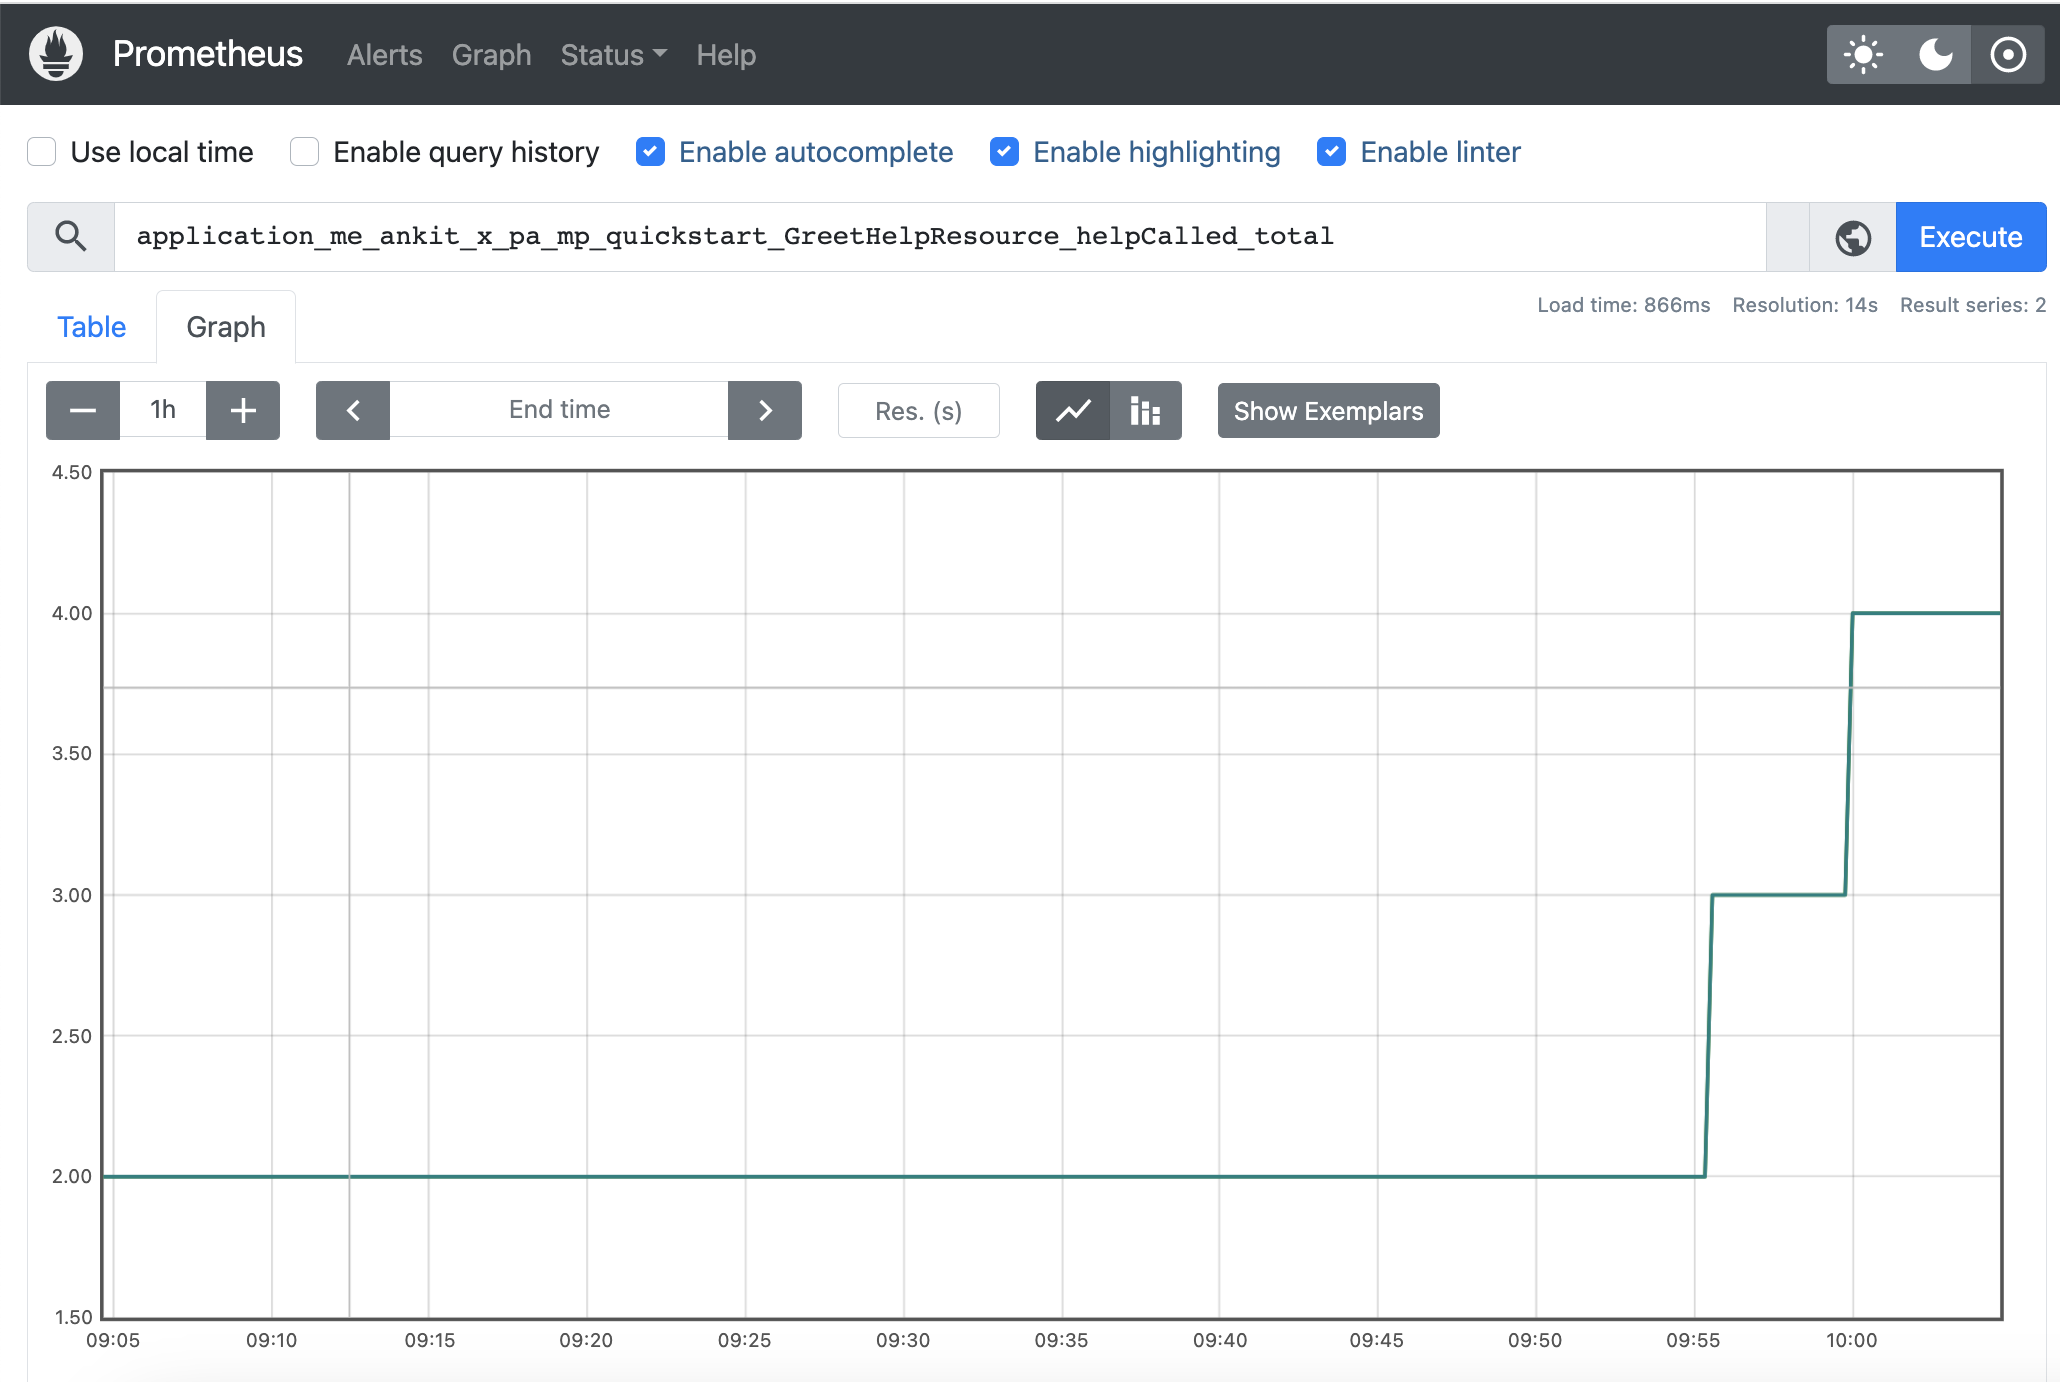 Prometheus Alerts Graph Status Help
Use local time Enable query history Enable autocomplete Enable highlighting Enable linter
application_me_ankit_x_pa_mp_quickstart_GreetHelpResource_helpCalled_total Execute
Table Graph Load time: 866ms Resolution: 14s Result series: 2
1h End time Res. (s) Show Exemplars
4.50
4.00
3.50
3.00
2.50
2.00
1.50
09:05 09:10 09:15 09:20 09:25 09:30 09:35 09:40 09:45 09:50 09:55 10:00